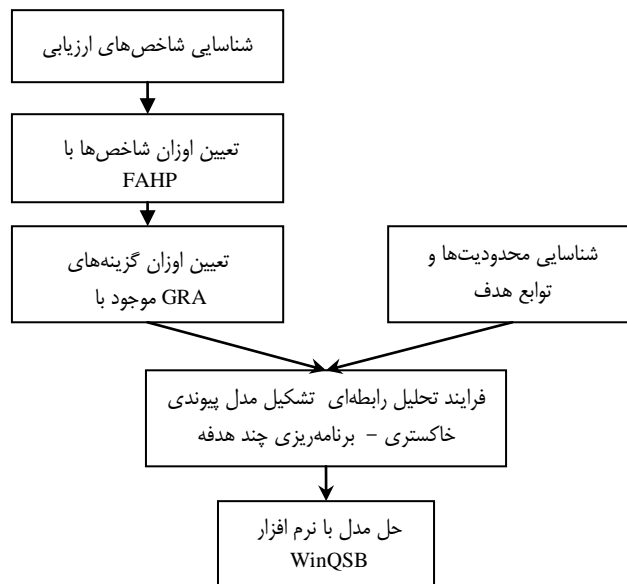 شناسایی شاخص‌های ارزیابی
تعیین اوزان شاخص‌ها با
FAHP
تعیین اوزان گزینه‌های
موجود با GRA
شناسایی محدودیت‌ها و
توابع هدف
فرایند تحلیل رابطه‌ای تشکیل مدل پیوندی
خاکستری – برنامه‌ریزی چند هدفه
حل مدل با نرم افزار
WinQSB